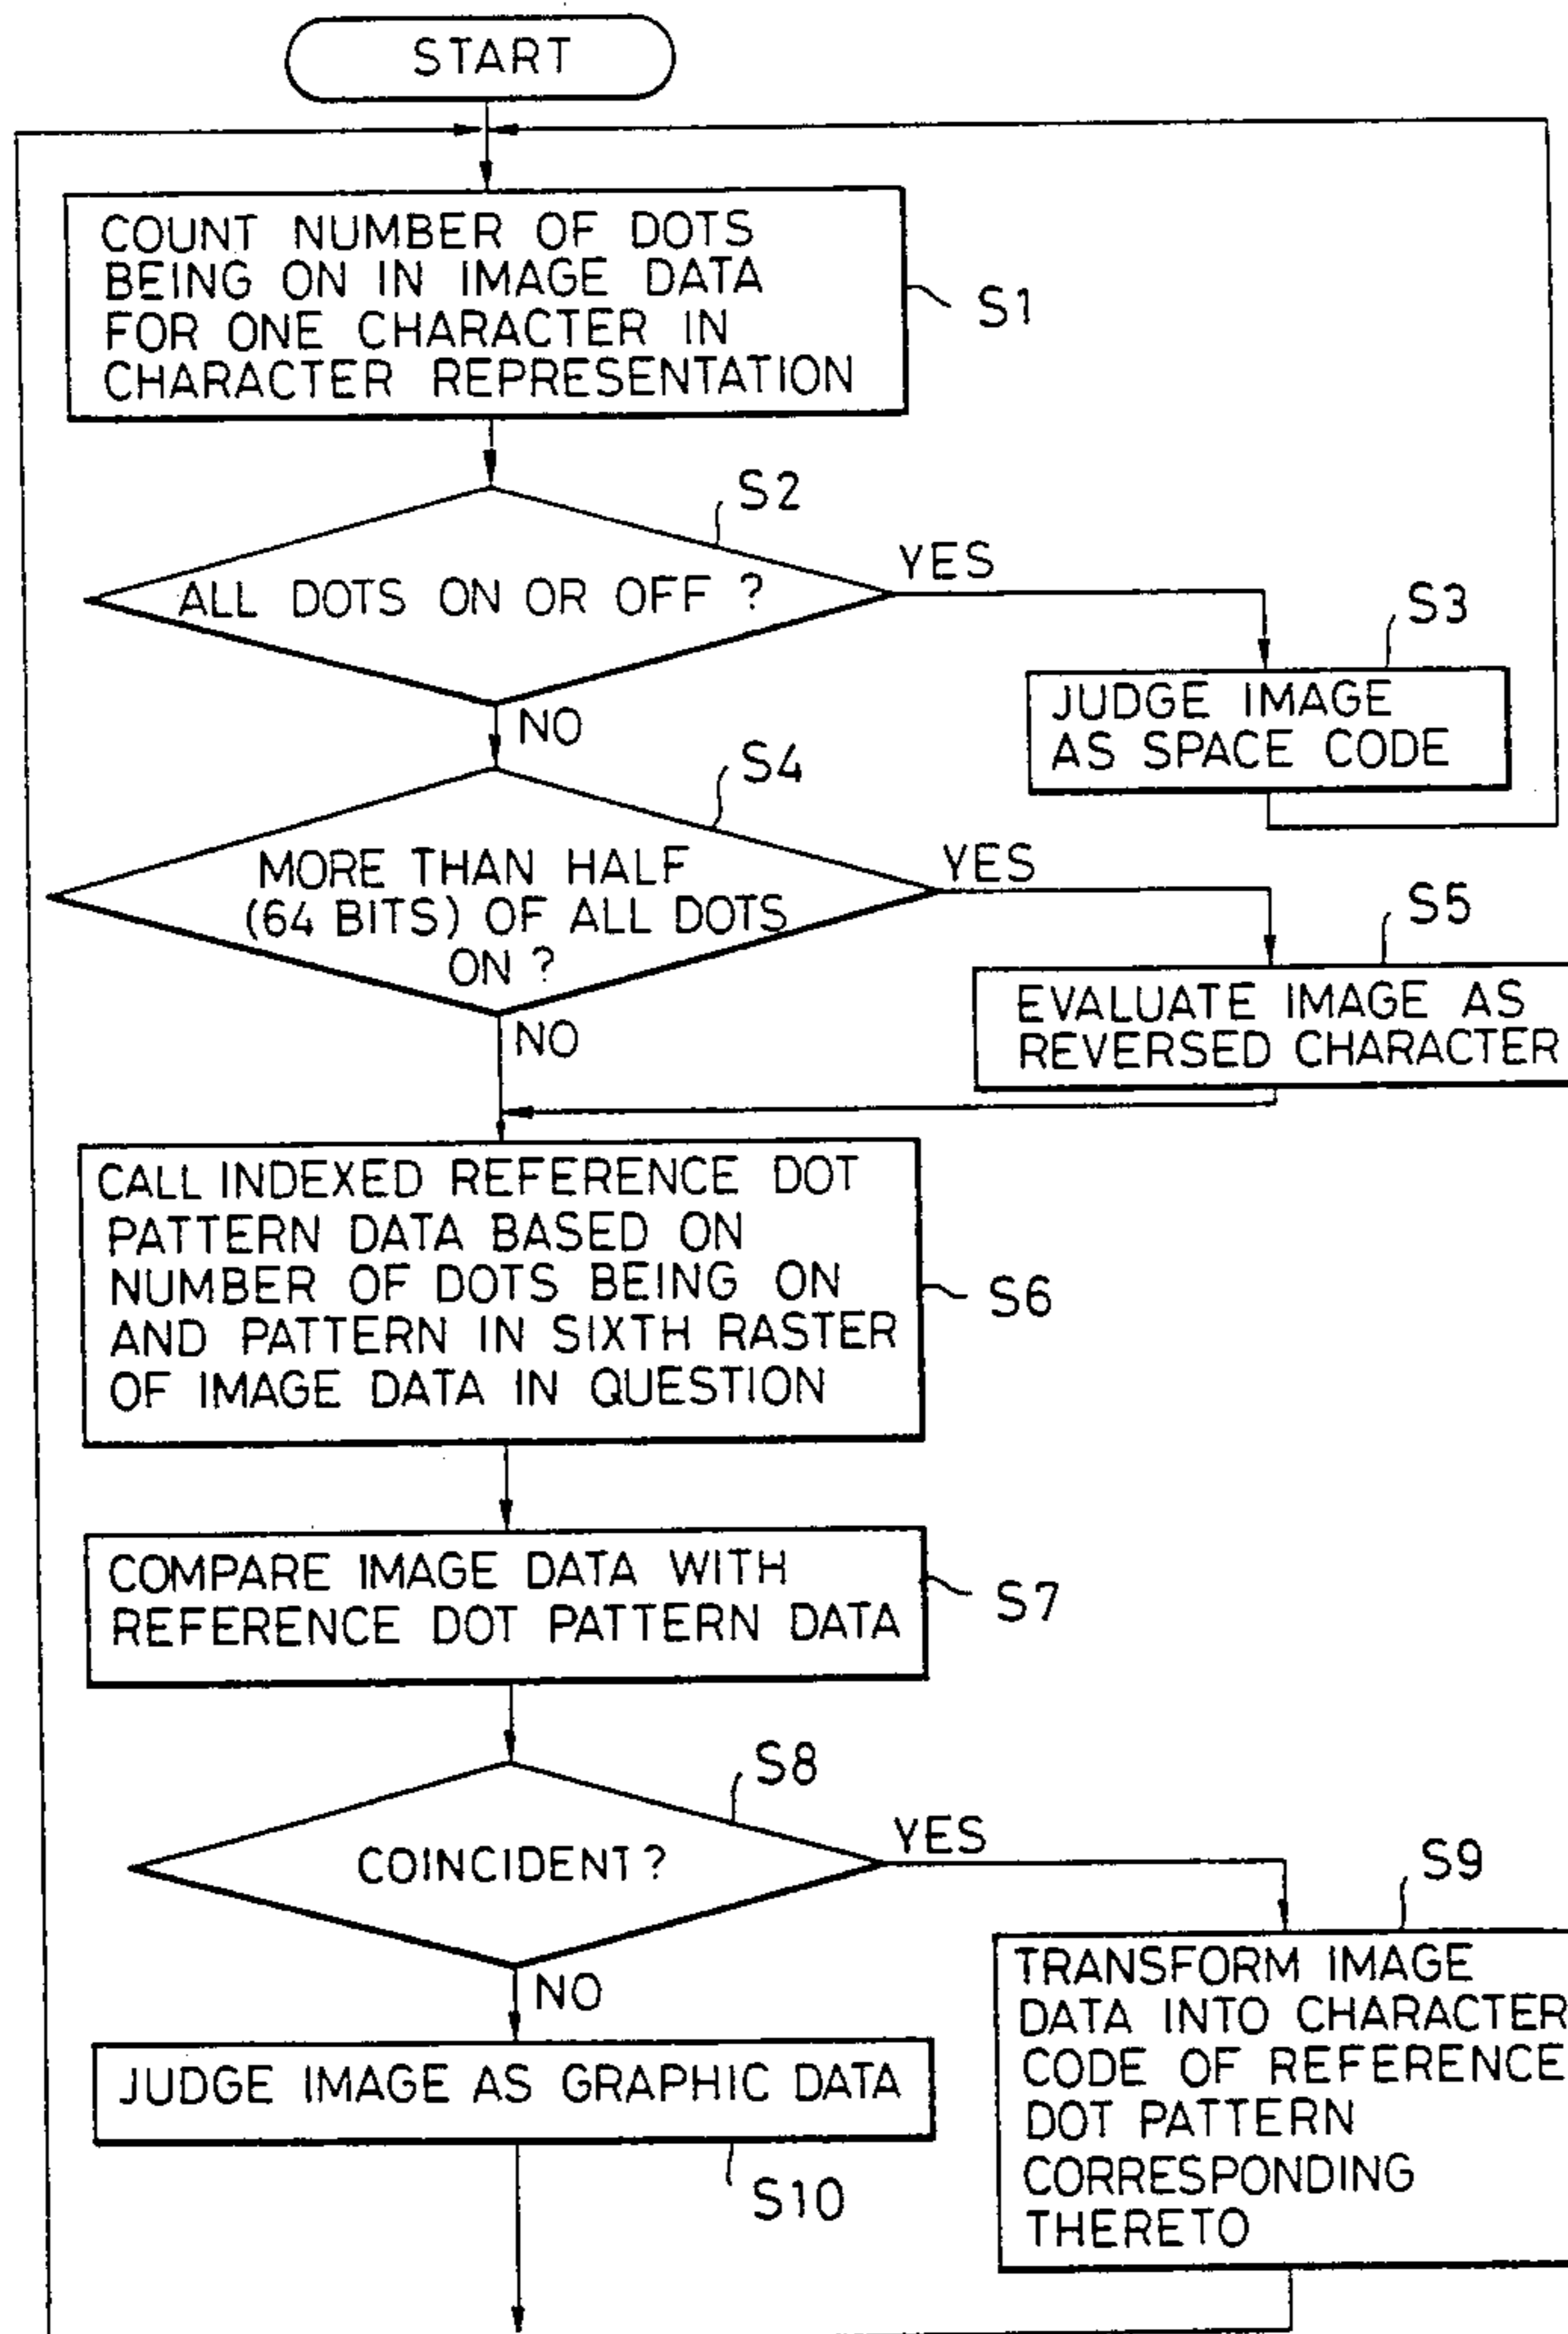 START
COUNT NUMBER OF DOTS
BEING ON IN IMAGE DATA
FOR ONE CHARACTER IN
CHARACTER REPRESENTATION
S1
S2
ALL DOTS ON OR OFF ?
YES
S3
JUDGE IMAGE
AS SPACE CODE
NO
S4
MORE THAN HALF
(64 BITS) OF ALL DOTS
ON ?
YES
S5
EVALUATE IMAGE AS
REVERSED CHARACTER
NO
CALL INDEXED REFERENCE DOT
PATTERN DATA BASED ON
NUMBER OF DOTS BEING ON
AND PATTERN IN SIXTH RASTER
OF IMAGE DATA IN QUESTION
S6
COMPARE IMAGE DATA WITH
REFERENCE DOT PATTERN DATA
S7
S8
COINCIDENT ?
YES
S9
TRANSFORM IMAGE
DATA INTO CHARACTER
CODE OF REFERENCE
DOT PATTERN
CORRESPONDING
THERETO
NO
JUDGE IMAGE AS GRAPHIC DATA
S10